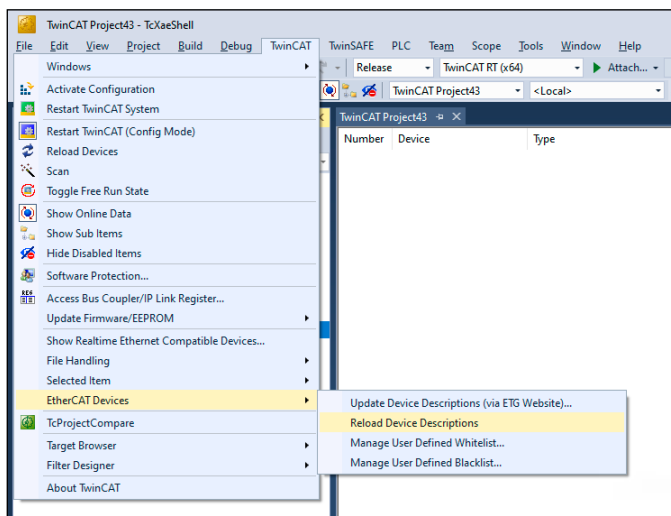 TwinCAT Project43 - TcXaeShell
File Edit View Project Build Debug TwinCAT TwinSAFE PLC Team Scope Tools Window Help
Windows
Release TwinCAT RT (x64) Attach...
Activate Configuration
TwinCAT Project43 <Local>
Restart TwinCAT System
TwinCAT Project43
Restart TwinCAT (Config Mode)
Number Device Type
Reload Devices
Scan
Toggle Free Run State
Show Online Data
Show Sub Items
Hide Disabled Items
Software Protection...
Access Bus Coupler/IP Link Register...
Update Firmware/EEPROM
Show Realtime Ethernet Compatible Devices...
File Handling
Selected Item
EtherCAT Devices
Update Device Descriptions (via ETG Website)...
Reload Device Descriptions
TcProjectCompare
Manage User Defined Whitelist...
Target Browser
Manage User Defined Blacklist...
Filter Designer
About TwinCAT